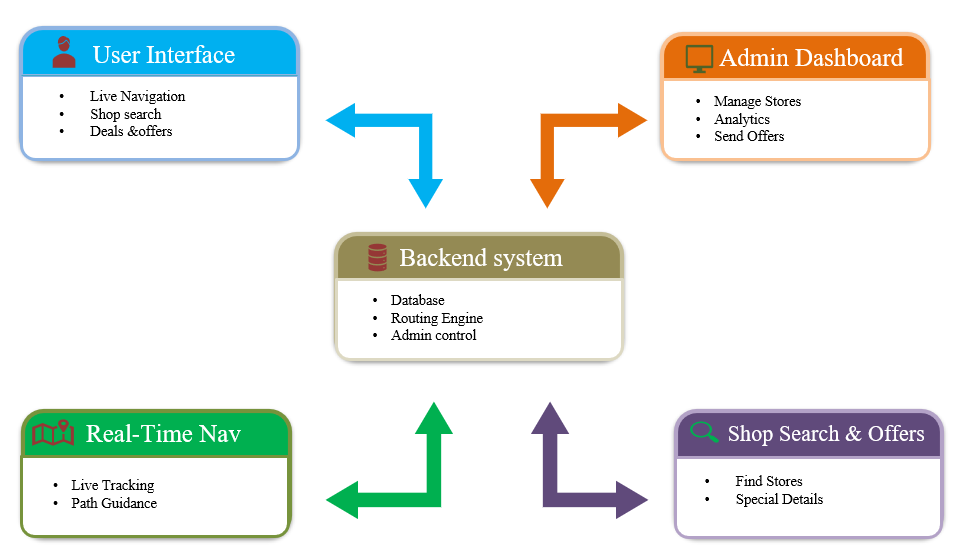 User Interface
• Live Navigation
• Shop search
• Deals &offers
Admin Dashboard
• Manage Stores
• Analytics
• Send Offers
Backend system
• Database
• Routing Engine
• Admin control
Real-Time Nav
• Live Tracking
• Path Guidance
Shop Search & Offers
• Find Stores
• Special Details